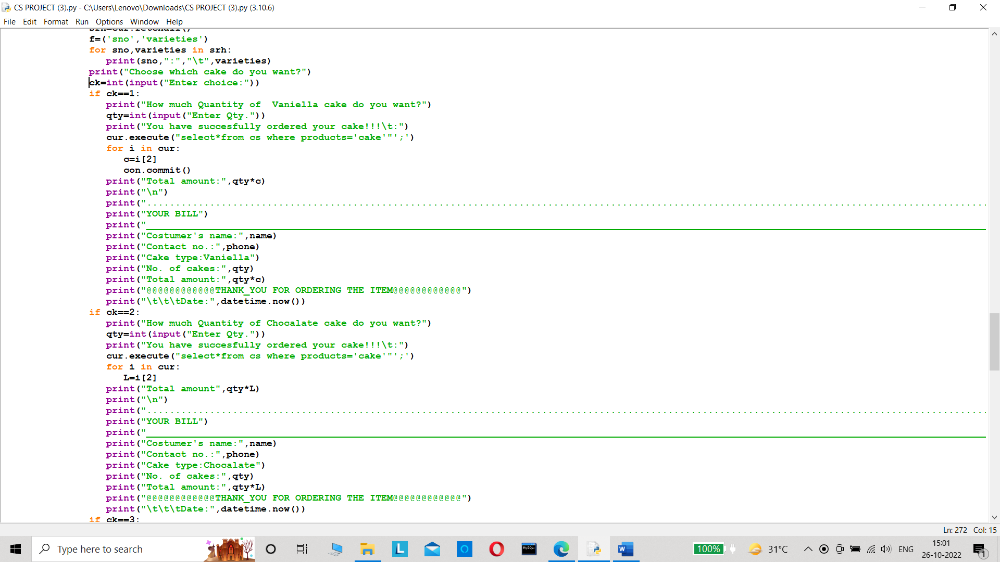 CS PROJECT (3).py - C:\Users\Lenovo\Downloads\CS PROJECT (3).py (3.10.6)
File Edit Format Run Options Window Help
f=('sno','varieties')
for sno,varieties in srh:
print(sno,":","\t",varieties)
print("Choose which cake do you want?")
ck=int(input("Enter choice:"))
if ck==1:
print("How much Quantity of  Vaniella cake do you want?")
qty=int(input("Enter Qty."))
print("You have succesfully ordered your cake!!!\t:")
cur.execute("select*from cs where products='cake'"';')
for i in cur:
c=i[2]
con.commit()
print("Total amount:",qty*c)
print("\n")
print("....................................................................................................................................................
print("YOUR BILL")
print("____________________________________________________________________________________________________________________________________________________
print("Costumer's name:",name)
print("Contact no.:",phone)
print("Cake type:Vaniella")
print("No. of cakes:",qty)
print("Total amount:",qty*c)
print("@@@@@@@@@@@@THANK_YOU FOR ORDERING THE ITEM@@@@@@@@@@@@")
print("\t\t\tDate:",datetime.now())
if ck==2:
print("How much Quantity of Chocalate cake do you want?")
qty=int(input("Enter Qty."))
print("You have succesfully ordered your cake!!!\t:")
cur.execute("select*from cs where products='cake'"';')
for i in cur:
L=i[2]
print("Total amount",qty*L)
print("\n")
print("....................................................................................................................................................
print("YOUR BILL")
print("____________________________________________________________________________________________________________________________________________________
print("Costumer's name:",name)
print("Contact no.:",phone)
print("Cake type:Chocalate")
print("No. of cakes:",qty)
print("Total amount:",qty*L)
print("@@@@@@@@@@@@THANK_YOU FOR ORDERING THE ITEM@@@@@@@@@@@@")
print("\t\t\tDate:",datetime.now())
if ck==3:
Ln: 272 Col: 15
Type here to search
L
MySQL
W
100%
31°C
ENG
15:01
26-10-2022
1